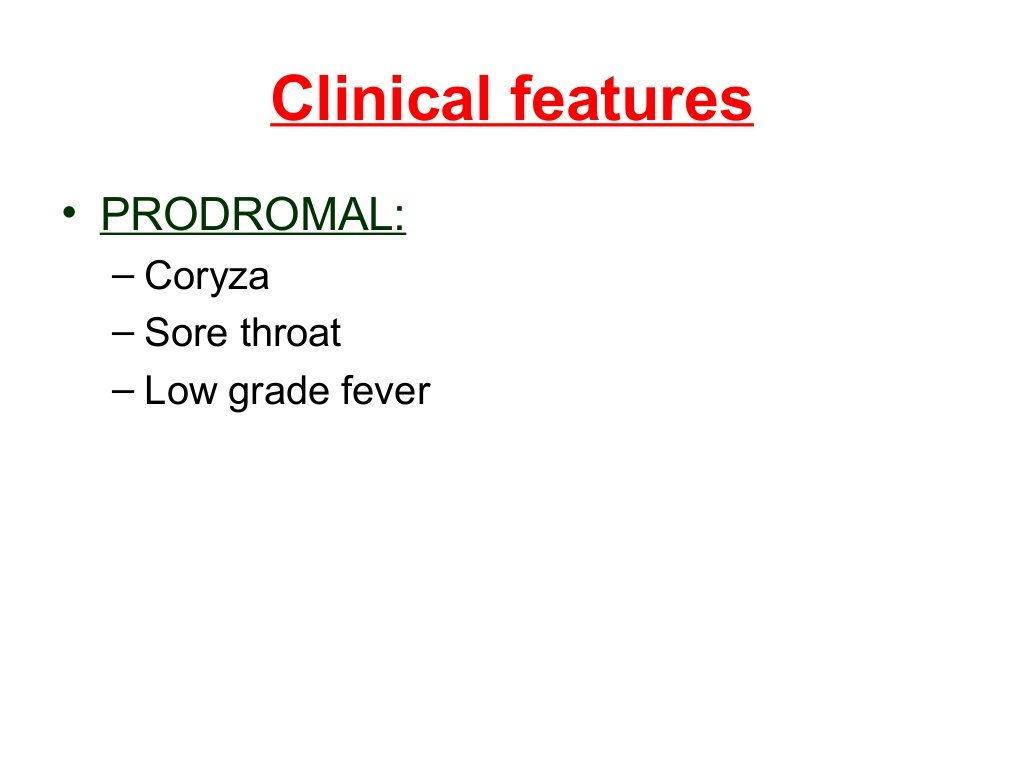 Clinical features
• PRODROMAL:
– Coryza
– Sore throat
– Low grade fever